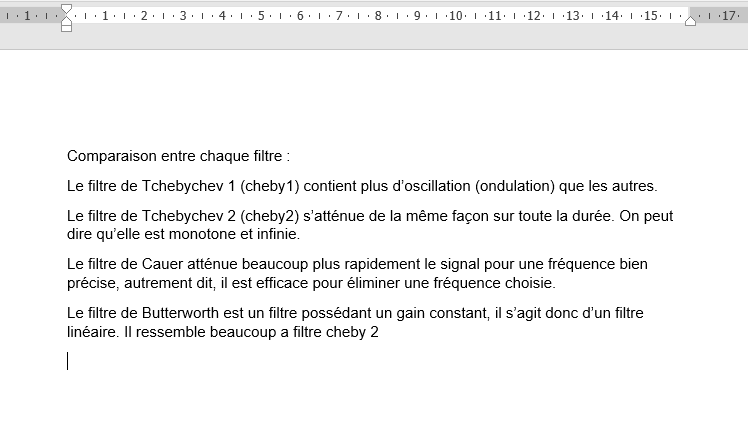 1 1 2 3 4 5 6 7 8 9 10 11 12 13 14 15 17
Comparaison entre chaque filtre :
Le filtre de Tchebychev 1 (cheby1) contient plus d’oscillation (ondulation) que les autres.
Le filtre de Tchebychev 2 (cheby2) s’atténue de la même façon sur toute la durée. On peut
dire qu’elle est monotone et infinie.
Le filtre de Cauer atténue beaucoup plus rapidement le signal pour une fréquence bien
précise, autrement dit, il est efficace pour éliminer une fréquence choisie.
Le filtre de Butterworth est un filtre possédant un gain constant, il s’agit donc d’un filtre
linéaire. Il ressemble beaucoup a filtre cheby 2